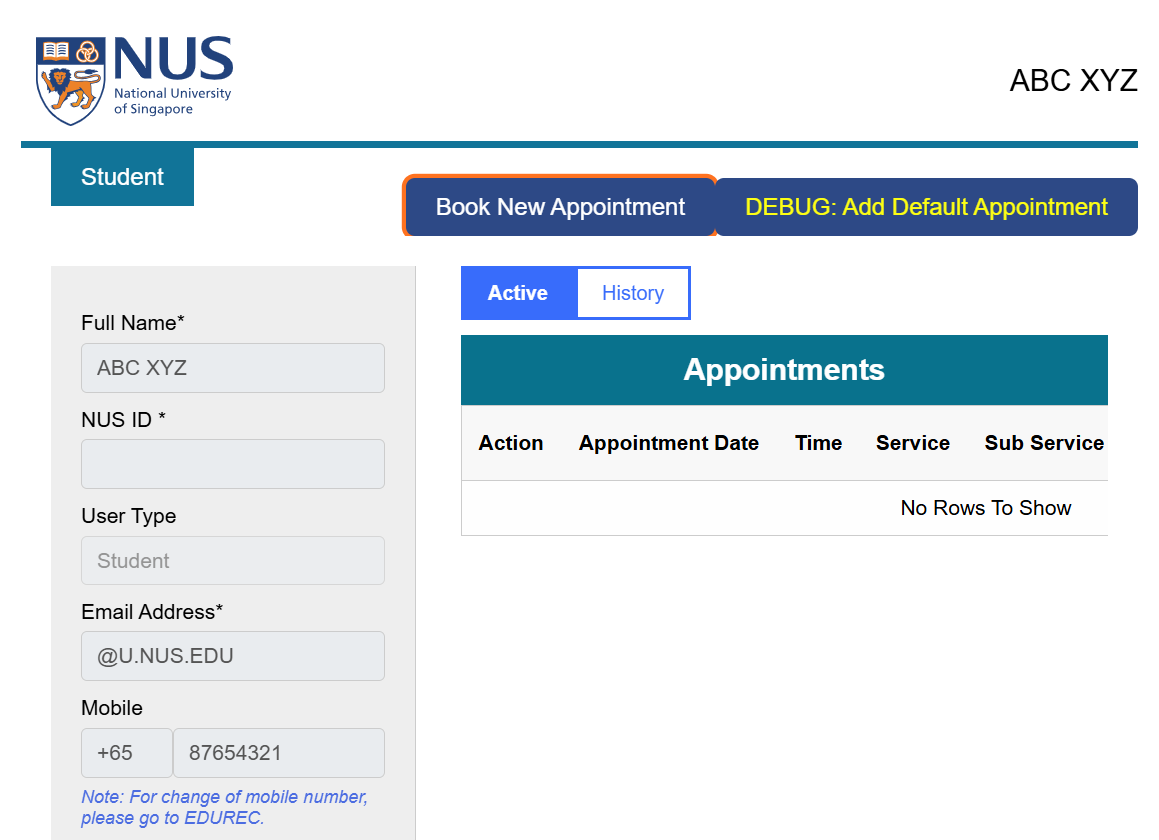 NUS
National University
of Singapore
ABC XYZ
Student
Book New Appointment
DEBUG: Add Default Appointment
Full Name*
ABC XYZ
NUS ID *
User Type
Student
Email Address*
@U.NUS.EDU
Mobile
+65 87654321
Note: For change of mobile number,
please go to EDUREC.
Active History
Appointments
Action Appointment Date Time Service Sub Service
No Rows To Show